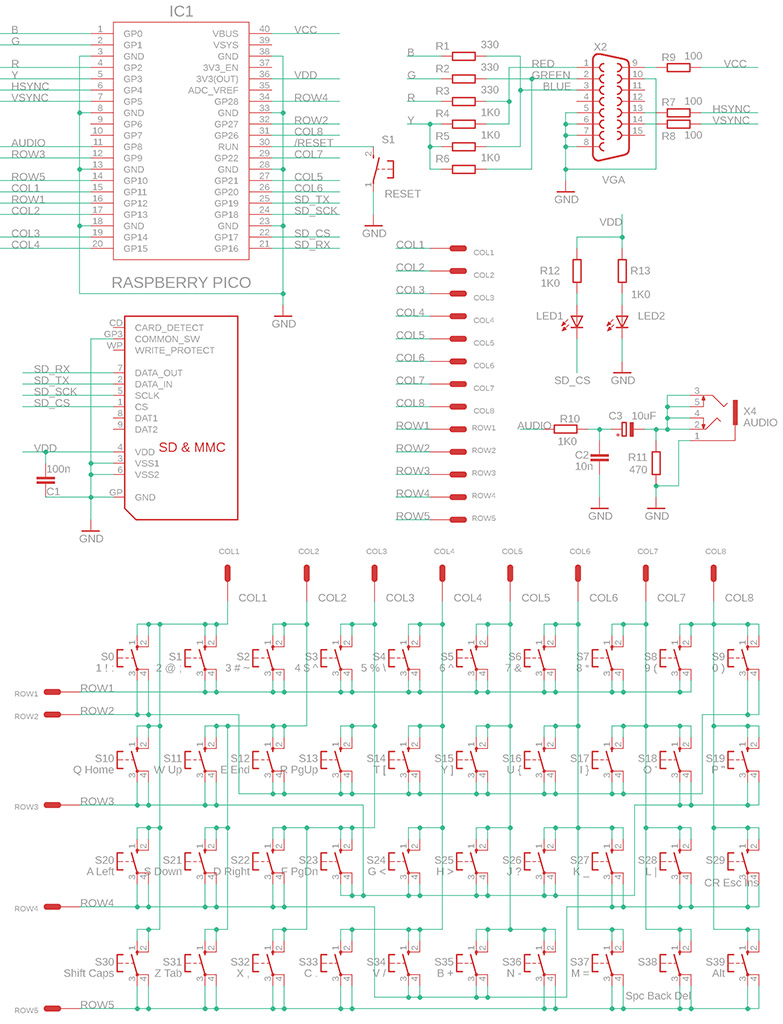 IC1
B 1 GP0 VBUS 40 VCC
G 2 GP1 VSYS 39
3 GND GND 38
R 4 GP2 3V3_EN 37
Y 5 GP3 3V3(OUT) 36 VDD
HSYNC 6 GP4 ADC_VREF 35
VSYNC 7 GP5 GP28 34 ROW4
8 GND GND 33
9 GP6 GP27 32 ROW2
10 GP7 GP26 31 COL8
AUDIO 11 GP8 RUN 30 /RESET
ROW3 12 GP9 GP22 29 COL7
13 GND GND 28
ROW5 14 GP10 GP21 27 COL5
COL1 15 GP11 GP20 26 COL6
ROW1 16 GP12 GP19 25 SD_TX
COL2 17 GP13 GP18 24 SD_SCK
18 GND GND 23
COL3 19 GP14 GP17 22 SD_CS
COL4 20 GP15 GP16 21 SD_RX
RASPBERRY PICO
GND
S1
2
1
RESET
GND
B R1 330
G R2 330
R R3 330
Y R4 1K0
R5 1K0
R6 1K0
X2
RED 1 9 R9 100 VCC
GREEN 2 10
BLUE 3 11
4 12 R7 100 HSYNC
5 13 VSYNC
6 14 R8 100
7 15
8
VGA
GND
CD CARD_DETECT
GP3 COMMON_SW
WP WRITE_PROTECT
SD_RX 7 DATA_OUT
SD_TX 2 DATA_IN
SD_SCK 5 SCLK
SD_CS 1 CS
8 DAT1
9 DAT2
SD & MMC
VDD 4 VDD
3 VSS1
6 VSS2
100n
C1
GP GND
GND
COL1 COL1
COL2 COL2
COL3 COL3
COL4 COL4
COL5 COL5
COL6 COL6
COL7 COL7
COL8 COL8
ROW1 ROW1
ROW2 ROW2
ROW3 ROW3
ROW4 ROW4
ROW5 ROW5
VDD
R12 R13
1K0 1K0
LED1 LED2
SD_CS GND
AUDIO R10 C3 10uF
1K0
C2
10n
R11
470
3
5
4
2
1
X4
AUDIO
GND GND
COL1 COL2 COL3 COL4 COL5 COL6 COL7 COL8
COL1 COL2 COL3 COL4 COL5 COL6 COL7 COL8
S0 S1 S2 S3 S4 S5 S6 S7 S8 S9
1 ! 2 @ ; 3 # ~ 4 $ ^ 5 % \ 6 ^ 7 & 8 * 9 ( 0 )
ROW1 ROW1
ROW2 ROW2
S10 S11 S12 S13 S14 S15 S16 S17 S18 S19
Q Home W Up E End R PgUp T [ Y ] U { I } O ' P "
ROW3 ROW3
S20 S21 S22 S23 S24 S25 S26 S27 S28 S29
A Left S Down D Right F PgDn G < H > J ? K _ L | CR Esc Ins
ROW4 ROW4
S30 S31 S32 S33 S34 S35 S36 S37 S38 S39
Shift Caps Z Tab X , C . V / B + N - M = Spc Back Del Alt
ROW5 ROW5